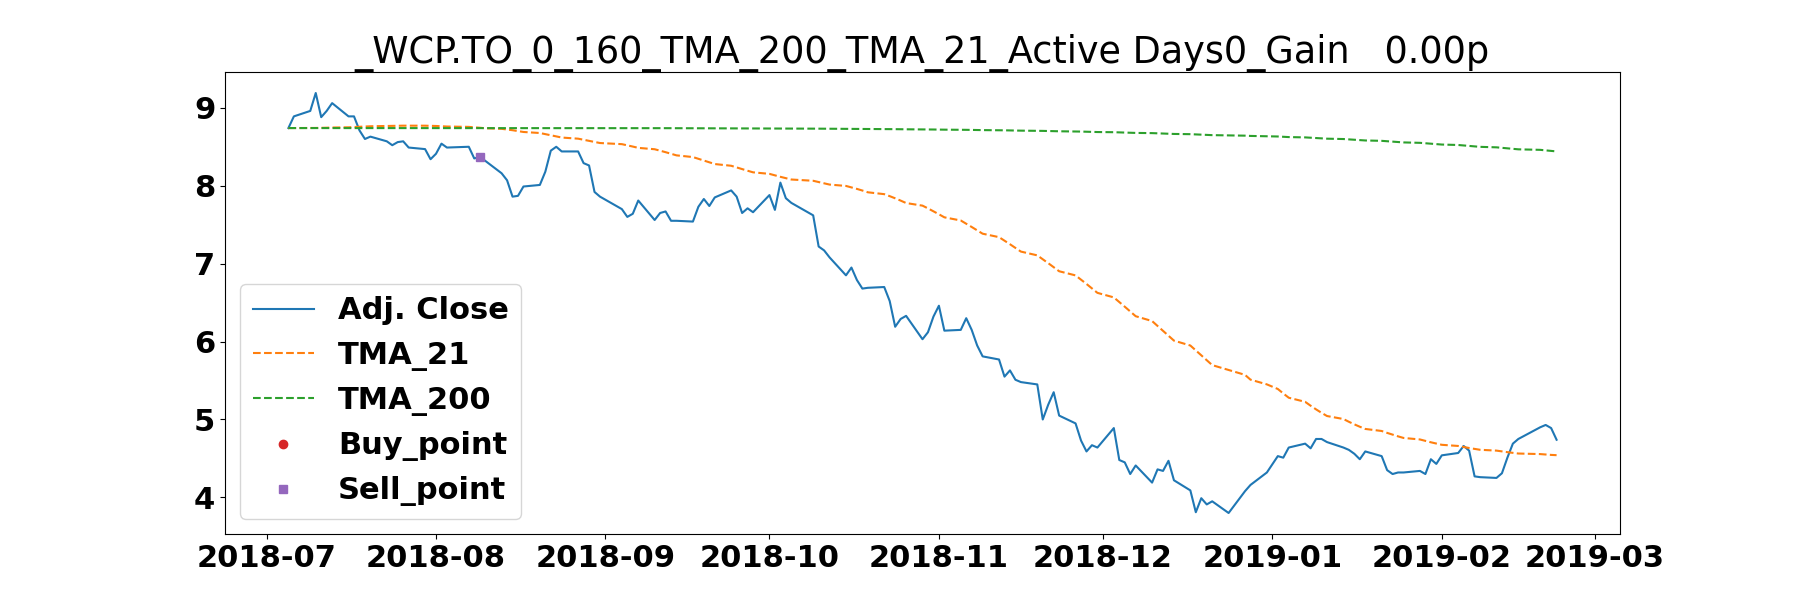 _WCP.TO_0_160_TMA_200_TMA_21_Active Days0_Gain   0.00p
9
8
7
6
5
4
Adj. Close
TMA_21
TMA_200
Buy_point
Sell_point
2018-07 2018-08 2018-09 2018-10 2018-11 2018-12 2019-01 2019-02 2019-03